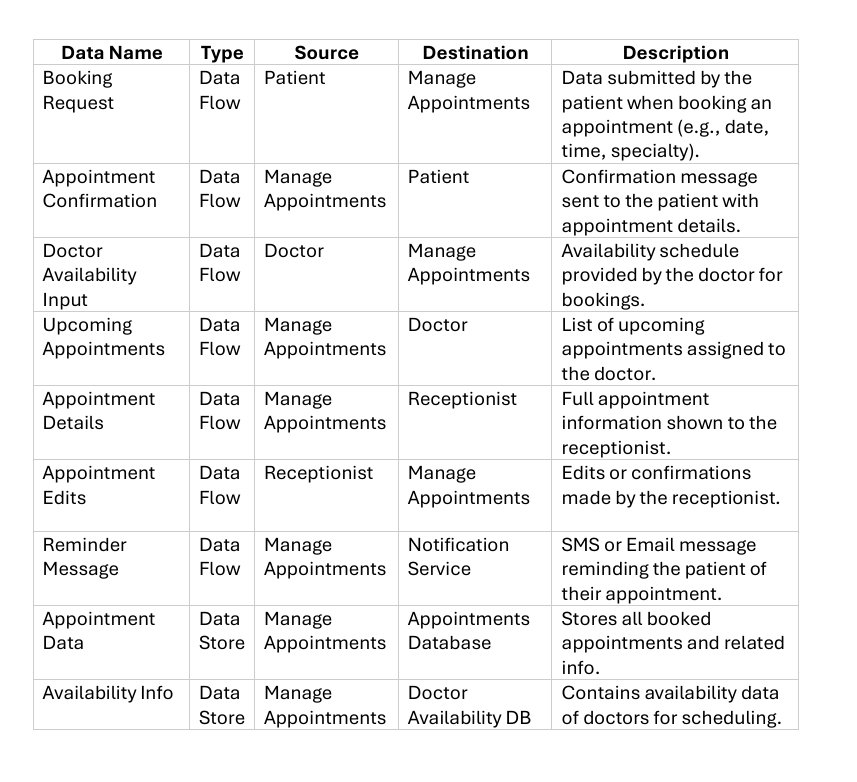 Data Name Type Source Destination Description
Booking Data Patient Manage Data submitted by the
Request Flow Appointments patient when booking an
appointment (e.g., date,
time, specialty).
Appointment Data Manage Patient Confirmation message
Confirmation Flow Appointments sent to the patient with
appointment details.
Doctor Data Doctor Manage Availability schedule
Availability Flow Appointments provided by the doctor for
Input bookings.
Upcoming Data Manage Doctor List of upcoming
Appointments Flow Appointments appointments assigned to
the doctor.
Appointment Data Manage Receptionist Full appointment
Details Flow Appointments information shown to the
receptionist.
Appointment Data Receptionist Manage Edits or confirmations
Edits Flow Appointments made by the receptionist.
Reminder Data Manage Notification SMS or Email message
Message Flow Appointments Service reminding the patient of
their appointment.
Appointment Data Manage Appointments Stores all booked
Data Store Appointments Database appointments and related
info.
Availability Info Data Manage Doctor Contains availability data
Store Appointments Availability DB of doctors for scheduling.